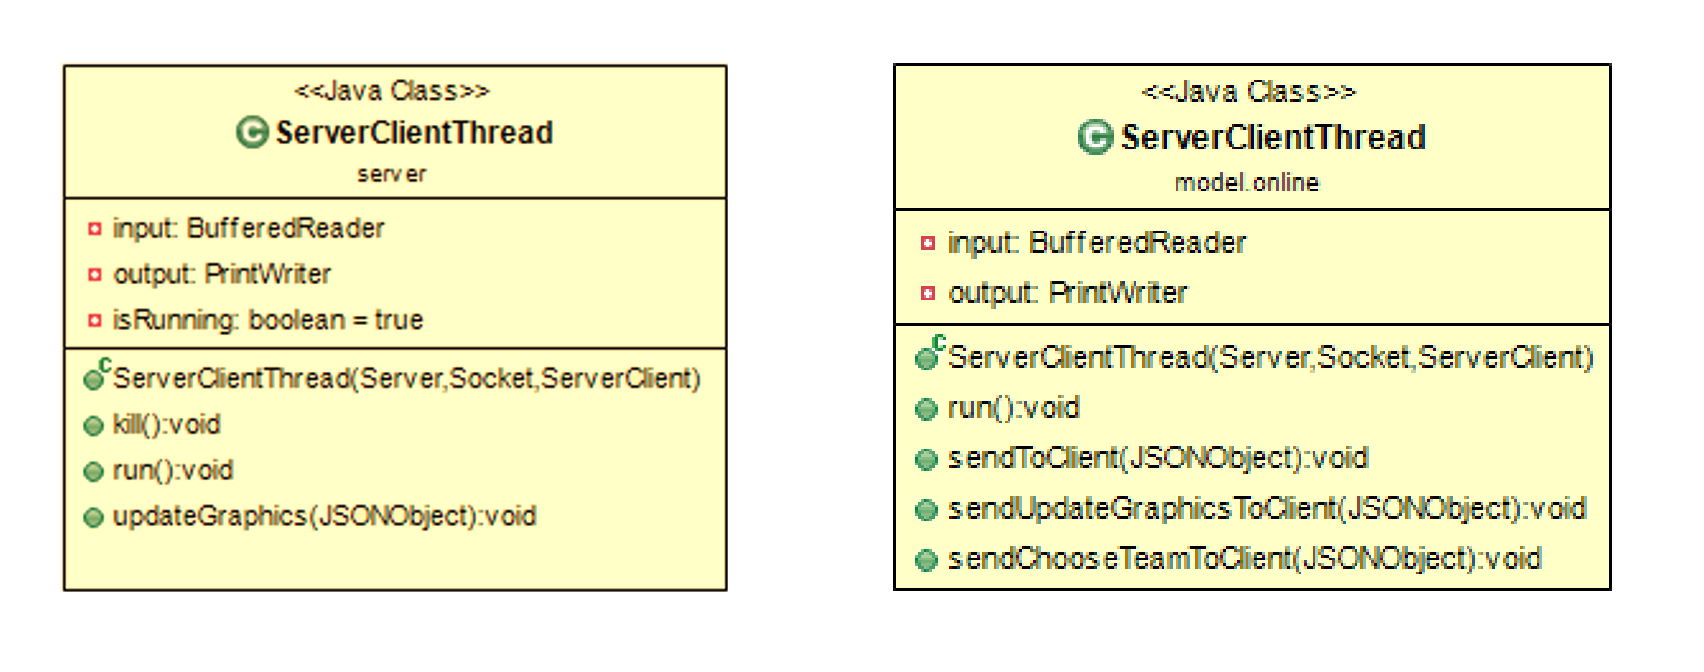 <<Java Class>>
ServerClientThread
server
input: BufferedReader
output: PrintWriter
isRunning: boolean = true
ServerClientThread(Server,Socket,ServerClient)
kill():void
run():void
updateGraphics(JSONObject):void
<<Java Class>>
ServerClientThread
model.online
input: BufferedReader
output: PrintWriter
ServerClientThread(Server,Socket,ServerClient)
run():void
sendToClient(JSONObject):void
sendUpdateGraphicsToClient(JSONObject):void
sendChooseTeamToClient(JSONObject):void